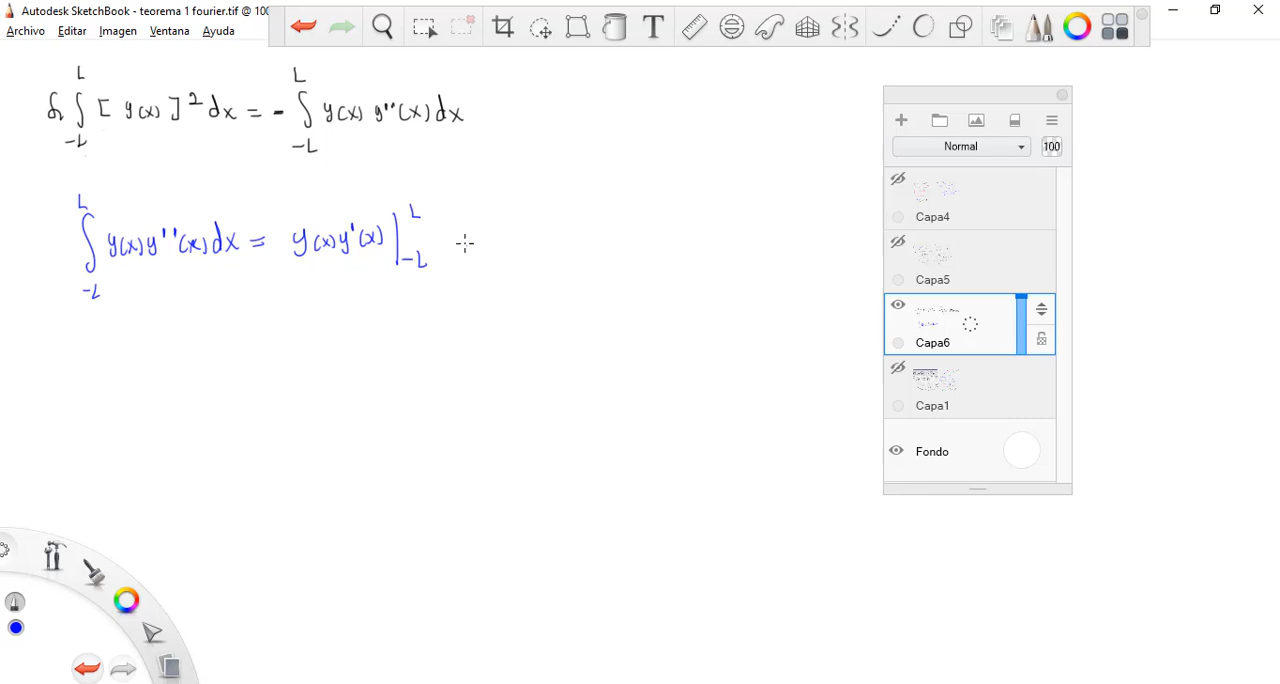 Autodesk SketchBook - teorema 1 fourier.tif @ 100
Archivo Editar Imagen Ventana Ayuda
T
Normal 100
Capa4
Capa5
Capa6
Capa1
Fondo
∫_{-L}^{L} [y(x)]² dx = - ∫_{-L}^{L} y(x) y''(x) dx
∫_{-L}^{L} y(x) y''(x) dx = y(x) y'(x) |_{-L}^{L}